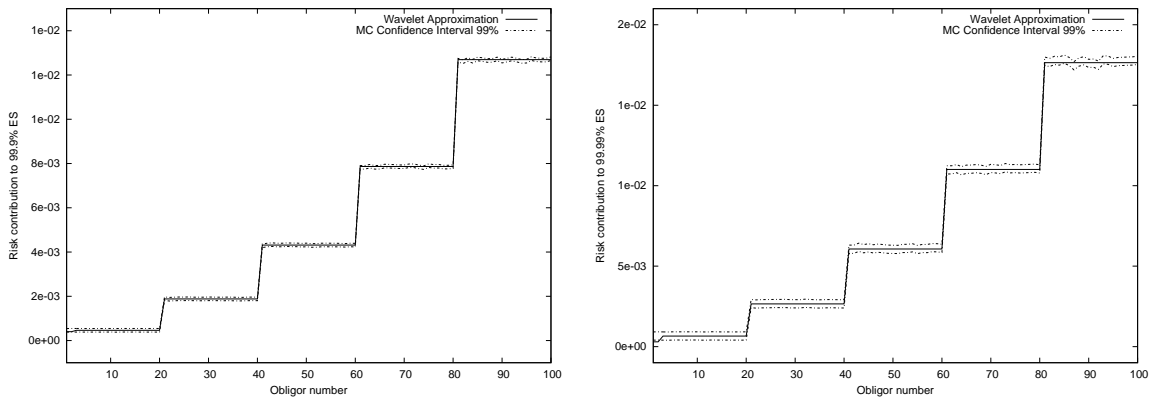 Wavelet Approximation
MC Confidence Interval 99%
1e-02
1e-02
1e-02
8e-03
6e-03
4e-03
2e-03
0e+00
Risk contribution to 99.9% ES
10 20 30 40 50 60 70 80 90 100
Obligor number
Wavelet Approximation
MC Confidence Interval 99%
2e-02
2e-02
1e-02
1e-02
5e-03
0e+00
Risk contribution to 99.99% ES
10 20 30 40 50 60 70 80 90 100
Obligor number